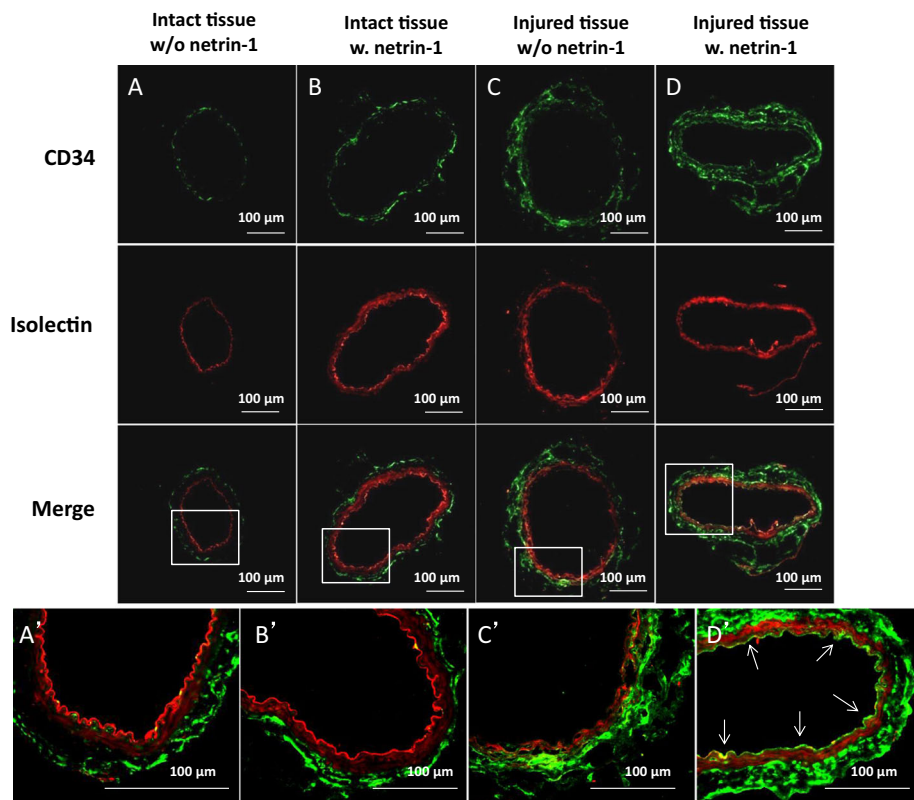 Intact tissue Intact tissue Injured tissue Injured tissue
w/o netrin-1 w. netrin-1 w/o netrin-1 w. netrin-1
A B C D
CD34
100 µm 100 µm 100 µm 100 µm
Isolectin
100 µm 100 µm 100 µm 100 µm
Merge
100 µm 100 µm 100 µm 100 µm
A’ B’ C’ D’
100 µm 100 µm 100 µm 100 µm